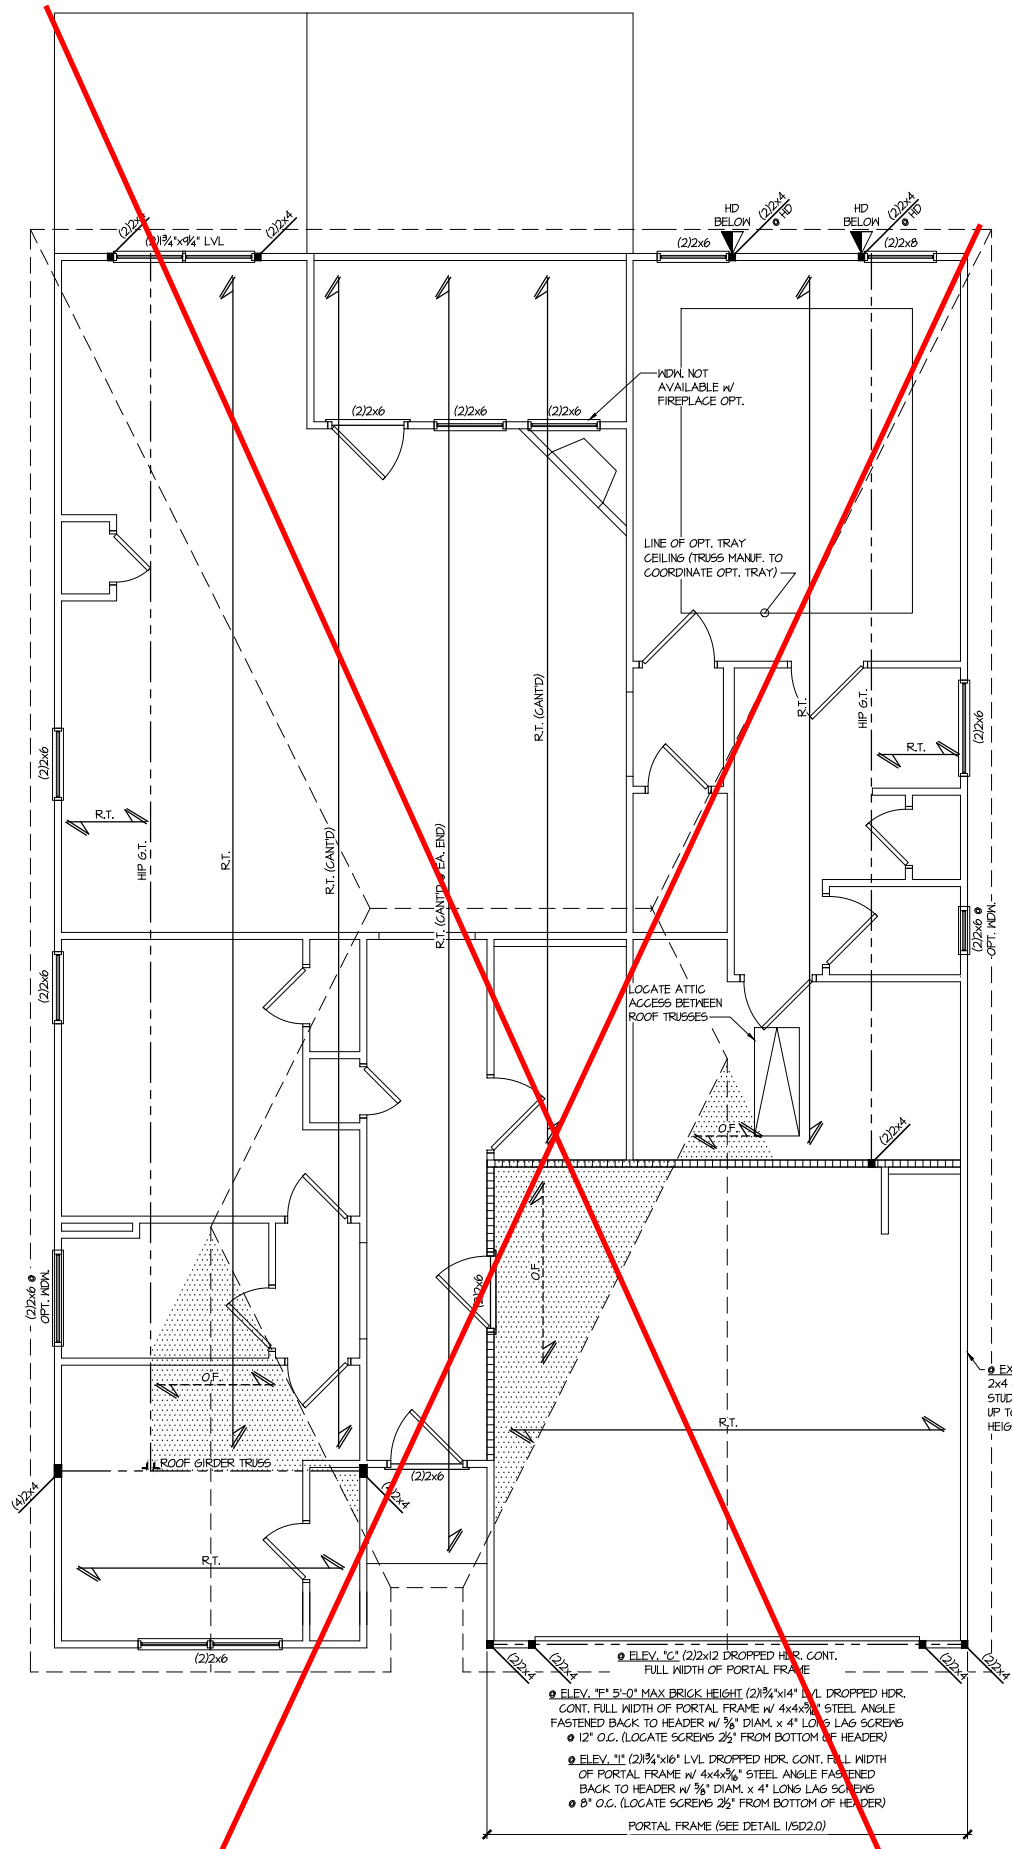 (2)2x4
(2)1¾"x9¼" LVL
(2)2x4
HD
BELOW
(2)2x4
@ HD
HD
BELOW
(2)2x4
@ HD
(2)2x6
(2)2x8
WDW. NOT
AVAILABLE w/
FIREPLACE OPT.
(2)2x6
(2)2x6
(2)2x6
LINE OF OPT. TRAY
CEILING (TRUSS MANUF. TO
COORDINATE OPT. TRAY)
R.T. (CANT'D)
R.T.
HIP G.T.
(2)2x6
R.T.
(2)2x6
R.T.
HIP G.T.
R.T.
R.T. (CANT'D)
R.T. (CANT'D @ EA. END)
(2)2x6 @
OPT. WDW.
(2)2x6
LOCATE ATTIC
ACCESS BETWEEN
ROOF TRUSSES
O.F.
(2)2x4
(2)2x6 @
OPT. WDW.
O.F.
(2)2x6
O.F.
@ EX
2x4
STUD
UP TO
HEIG
R.T.
ROOF GIRDER TRUSS
(2)2x6
(4)2x4
(4)2x4
R.T.
(2)2x6
(2)2x4
(2)2x4
(2)2x4
(2)2x4
@ ELEV. "C" (2)2x12 DROPPED HDR. CONT.
FULL WIDTH OF PORTAL FRAME
@ ELEV. "F" 5'-0" MAX BRICK HEIGHT (2)1¾"x14" LVL DROPPED HDR.
CONT. FULL WIDTH OF PORTAL FRAME w/ 4x4x5/16" STEEL ANGLE
FASTENED BACK TO HEADER w/ ⅝" DIAM. x 4" LONG LAG SCREWS
@ 12" O.C. (LOCATE SCREWS 2½" FROM BOTTOM OF HEADER)
@ ELEV. "I" (2)1¾"x16" LVL DROPPED HDR. CONT. FULL WIDTH
OF PORTAL FRAME w/ 4x4x5/16" STEEL ANGLE FASTENED
BACK TO HEADER w/ ⅝" DIAM. x 4" LONG LAG SCREWS
@ 8" O.C. (LOCATE SCREWS 2½" FROM BOTTOM OF HEADER)
PORTAL FRAME (SEE DETAIL 1/SD2.0)